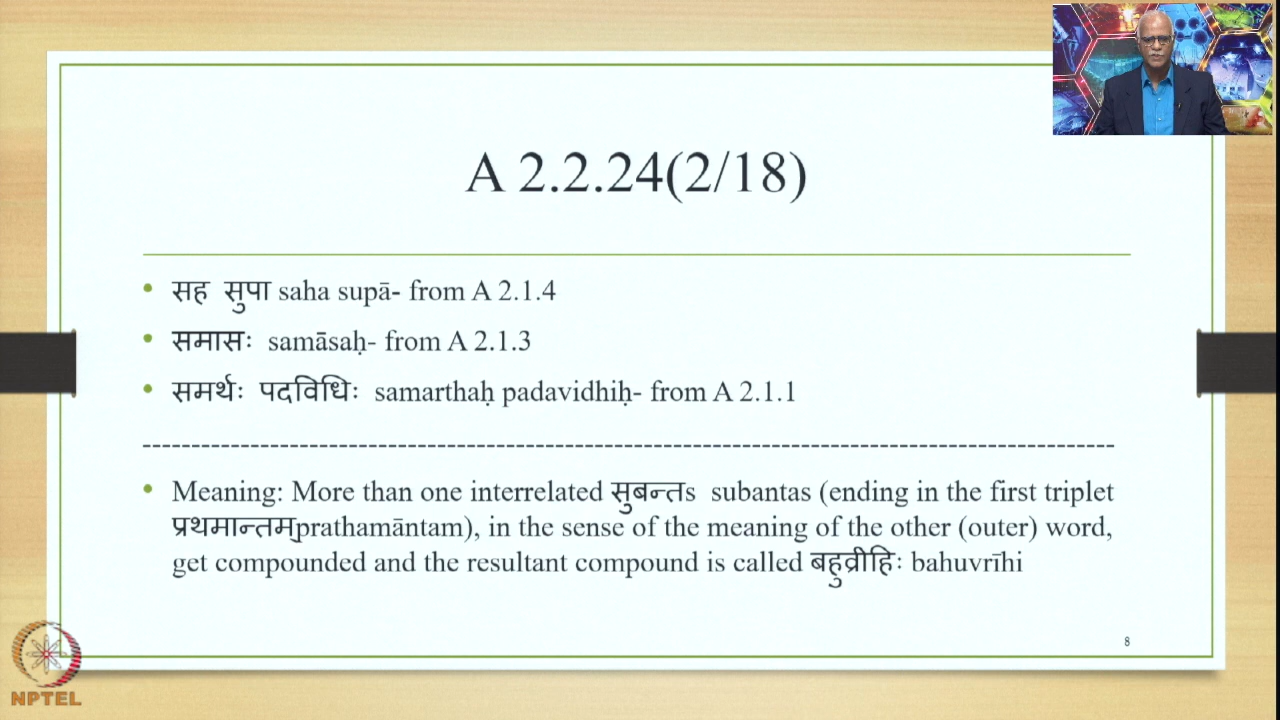 A 2.2.24(2/18)
• सह सुपा saha supā- from A 2.1.4
• समासः samāsaḥ- from A 2.1.3
• समर्थः पदविधिः samarthaḥ padavidhiḥ- from A 2.1.1
--------------------------------------------------------------------------------------------------
• Meaning: More than one interrelated सुबन्तs subantas (ending in the first triplet
प्रथमान्तम्prathamāntam), in the sense of the meaning of the other (outer) word,
get compounded and the resultant compound is called बहुव्रीहिः bahuvrīhi
8
NPTEL